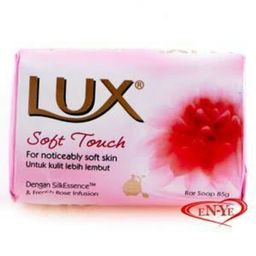 LUX®
Soft Touch
For noticeably soft skin
Untuk kulit lebih lembut
Dengan SilkEssence™
& French Rose Infusion
Bar Soap 85g
EN-YE